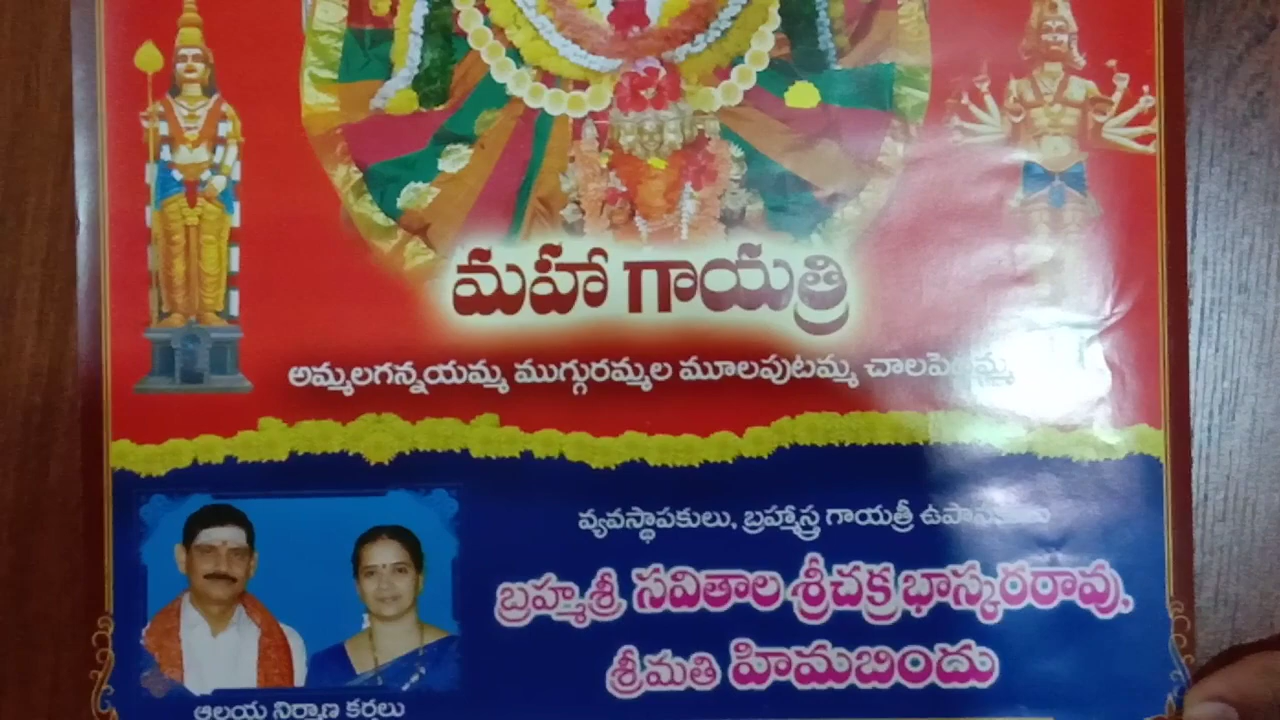 మహా గాయత్రి
అమ్మలగన్నయమ్మ ముగ్గురమ్మల మూలపుటమ్మ
వ్యవస్థాపకులు, బ్రహ్మాస్త్ర గాయత్రీ
బ్రహ్మశ్రీ సవితాల శ్రీచక్ర భాస్కరరావు,
శ్రీమతి హిమబిందు
ఆలయ నిర్మాణ కర్తలు